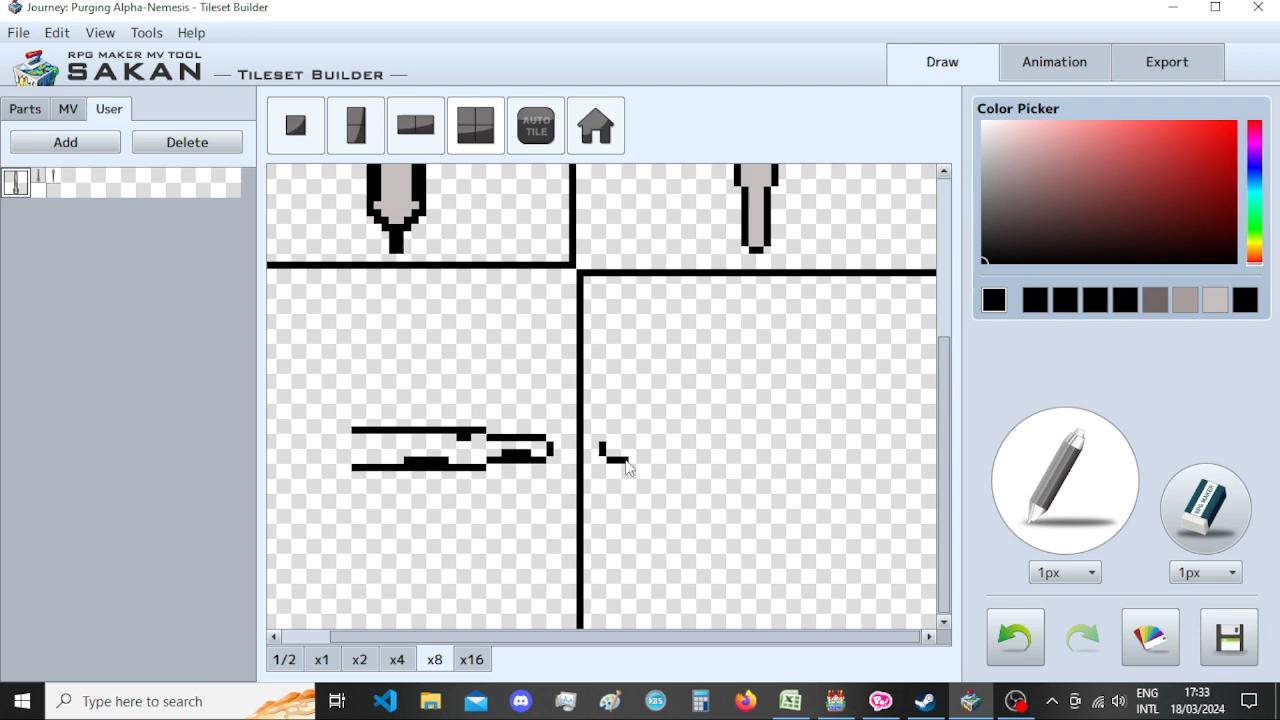 Journey: Purging Alpha-Nemesis - Tileset Builder
File Edit View Tools Help
RPG MAKER MV TOOL
SAKAN — TILESET BUILDER —
Draw Animation Export
Parts MV User
Add Delete
AUTO TILE
Color Picker
RPG MAKER
1px 1px
1/2 x1 x2 x4 x8 x16
Type here to search
ENG
INTL
17:33
18/03/2024